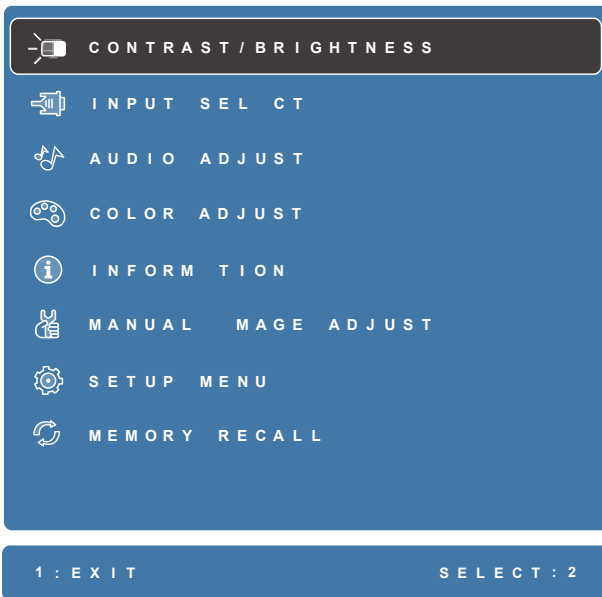 CONTRAST/BRIGHTNESS
INPUT SEL CT
AUDIO ADJUST
COLOR ADJUST
INFORM TION
MANUAL  MAGE ADJUST
SETUP MENU
MEMORY RECALL
1:EXIT SELECT:2